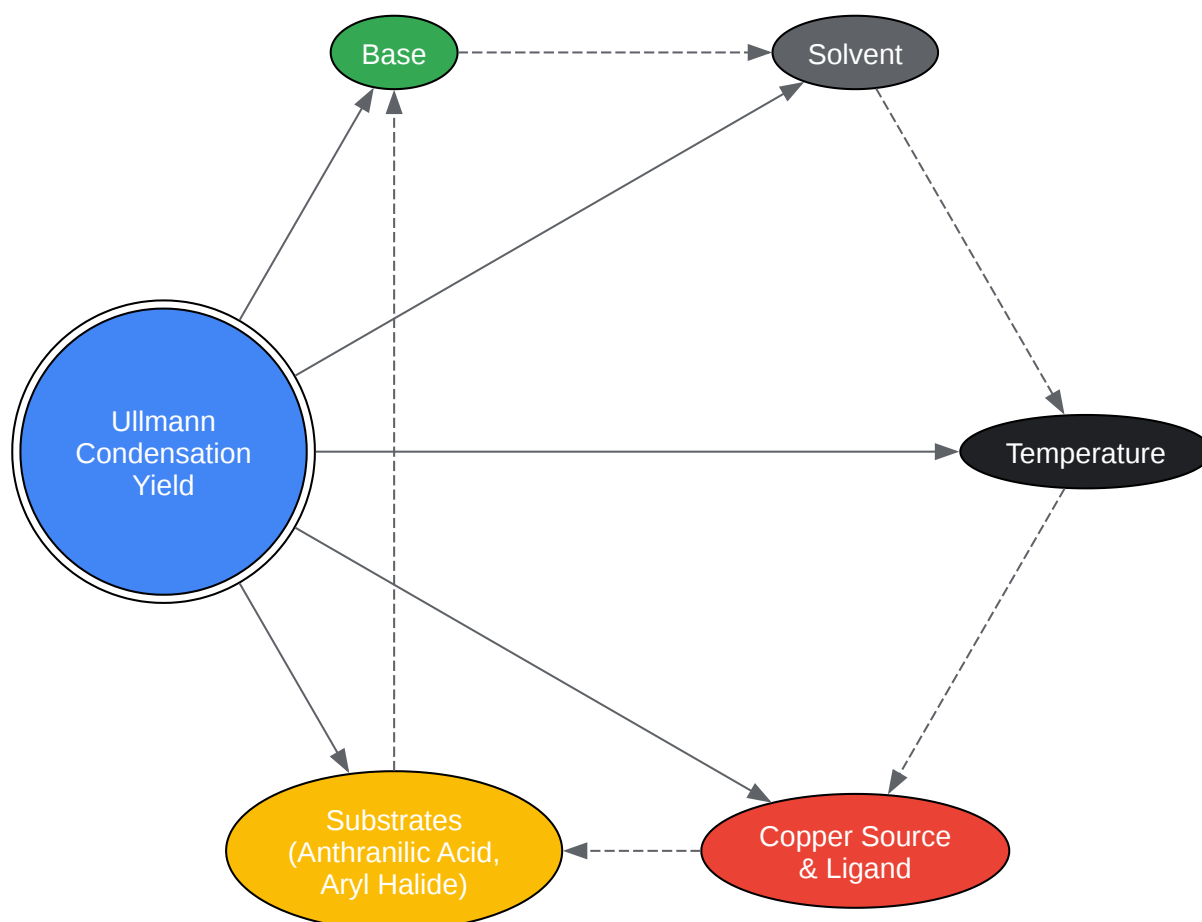 Base
Solvent
Ullmann
Condensation
Yield
Temperature
Substrates
(Anthranilic Acid,
Aryl Halide)
Copper Source
& Ligand